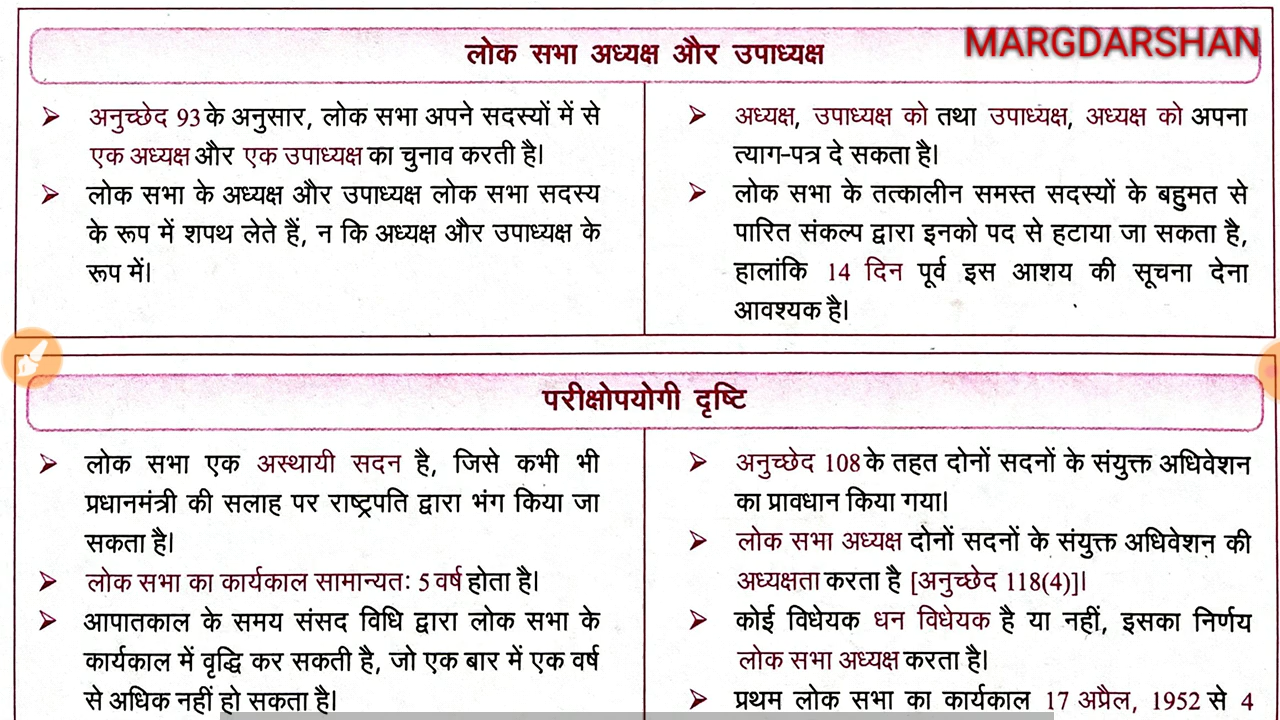 लोक सभा अध्यक्ष और उपाध्यक्ष
MARGDARSHAN
➢ अनुच्छेद 93 के अनुसार, लोक सभा अपने सदस्यों में से
एक अध्यक्ष और एक उपाध्यक्ष का चुनाव करती है।
➢ लोक सभा के अध्यक्ष और उपाध्यक्ष लोक सभा सदस्य
के रूप में शपथ लेते हैं, न कि अध्यक्ष और उपाध्यक्ष के
रूप में।
➢ अध्यक्ष, उपाध्यक्ष को तथा उपाध्यक्ष, अध्यक्ष को अपना
त्याग-पत्र दे सकता है।
➢ लोक सभा के तत्कालीन समस्त सदस्यों के बहुमत से
पारित संकल्प द्वारा इनको पद से हटाया जा सकता है,
हालांकि 14 दिन पूर्व इस आशय की सूचना देना
आवश्यक है।
परीक्षोपयोगी दृष्टि
➢ लोक सभा एक अस्थायी सदन है, जिसे कभी भी
प्रधानमंत्री की सलाह पर राष्ट्रपति द्वारा भंग किया जा
सकता है।
➢ लोक सभा का कार्यकाल सामान्यतः 5 वर्ष होता है।
➢ आपातकाल के समय संसद विधि द्वारा लोक सभा के
कार्यकाल में वृद्धि कर सकती है, जो एक बार में एक वर्ष
से अधिक नहीं हो सकता है।
➢ अनुच्छेद 108 के तहत दोनों सदनों के संयुक्त अधिवेशन
का प्रावधान किया गया।
➢ लोक सभा अध्यक्ष दोनों सदनों के संयुक्त अधिवेशन की
अध्यक्षता करता है [अनुच्छेद 118(4)]।
➢ कोई विधेयक धन विधेयक है या नहीं, इसका निर्णय
लोक सभा अध्यक्ष करता है।
➢ प्रथम लोक सभा का कार्यकाल 17 अप्रैल, 1952 से 4